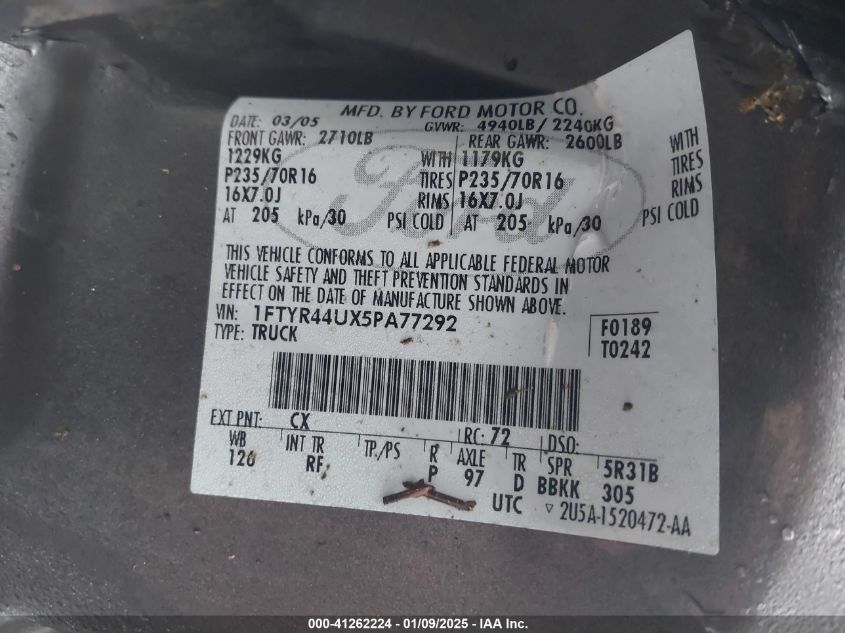 MFD. BY FORD MOTOR CO.
DATE: 03/05 GVWR: 4940LB / 2240KG
FRONT GAWR: 2710LB REAR GAWR: 2600LB WITH
1229KG WITH 1179KG TIRES
P235/70R16 TIRES P235/70R16 RIMS
16X7.0J RIMS 16X7.0J PSI COLD
AT 205 kPa/30 PSI COLD AT 205 kPa/30
Ford
THIS VEHICLE CONFORMS TO ALL APPLICABLE FEDERAL MOTOR
VEHICLE SAFETY AND THEFT PREVENTION STANDARDS IN
EFFECT ON THE DATE OF MANUFACTURE SHOWN ABOVE.
VIN: 1FTYR44UX5PA77292 F0189
TYPE: TRUCK T0242
EXT PNT: CX RC: 72 DSO:
WB INT TR TP/PS R AXLE TR SPR 5R31B
126 RF P 97 D BBKK 305
UTC ▽ 2U5A-1520472-AA
000-41262224 - 01/09/2025 - IAA Inc.